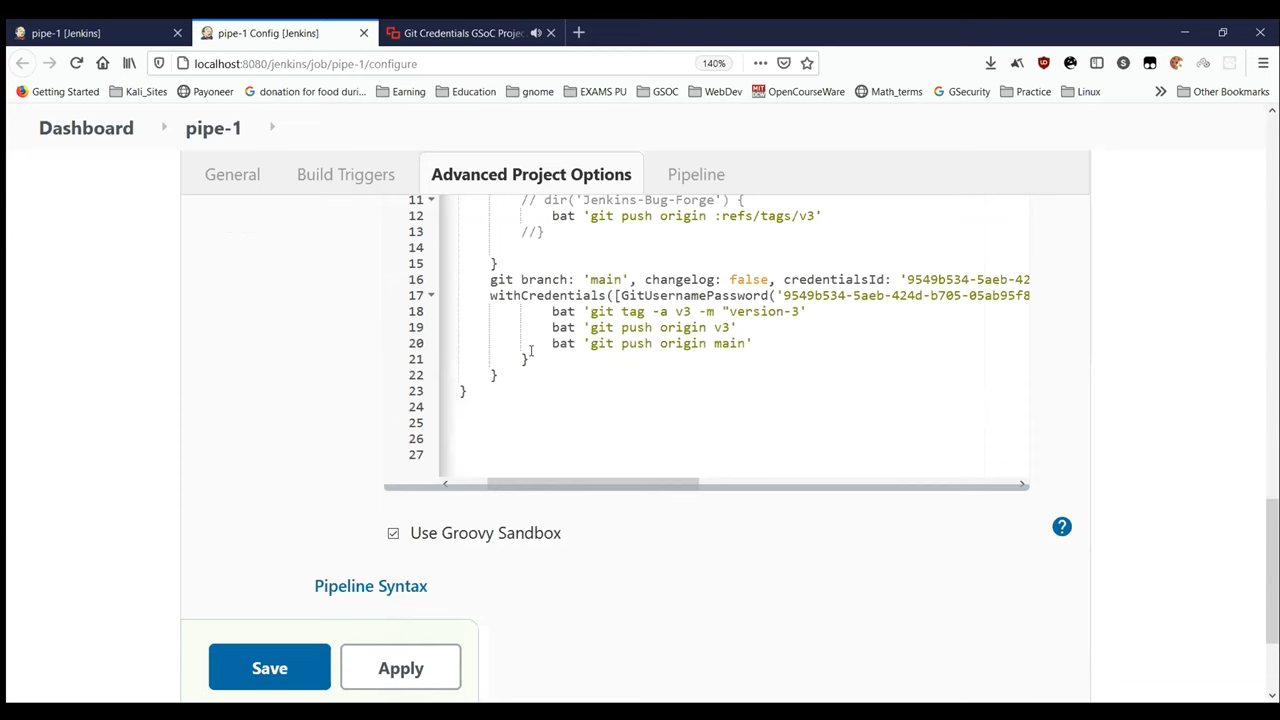 pipe-1 [Jenkins]
pipe-1 Config [Jenkins]
Git Credentials GSoC Proje
localhost:8080/jenkins/job/pipe-1/configure
140%
Getting Started
Kali_Sites
Payoneer
donation for food duri...
Earning
Education
gnome
EXAMS PU
GSOC
WebDev
OpenCourseWare
Math_terms
GSecurity
Practice
Linux
Other Bookmarks
Dashboard
pipe-1
General
Build Triggers
Advanced Project Options
Pipeline
11 // dir('Jenkins-Bug-Forge') {
12 bat 'git push origin :refs/tags/v3'
13 //}
14
15 }
16 git branch: 'main', changelog: false, credentialsId: '9549b534-5aeb-42
17 withCredentials([GitUsernamePassword('9549b534-5aeb-424d-b705-05ab95f8
18 bat 'git tag -a v3 -m "version-3'
19 bat 'git push origin v3'
20 bat 'git push origin main'
21 }
22 }
23 }
24
25
26
27
Use Groovy Sandbox
?
Pipeline Syntax
Save
Apply